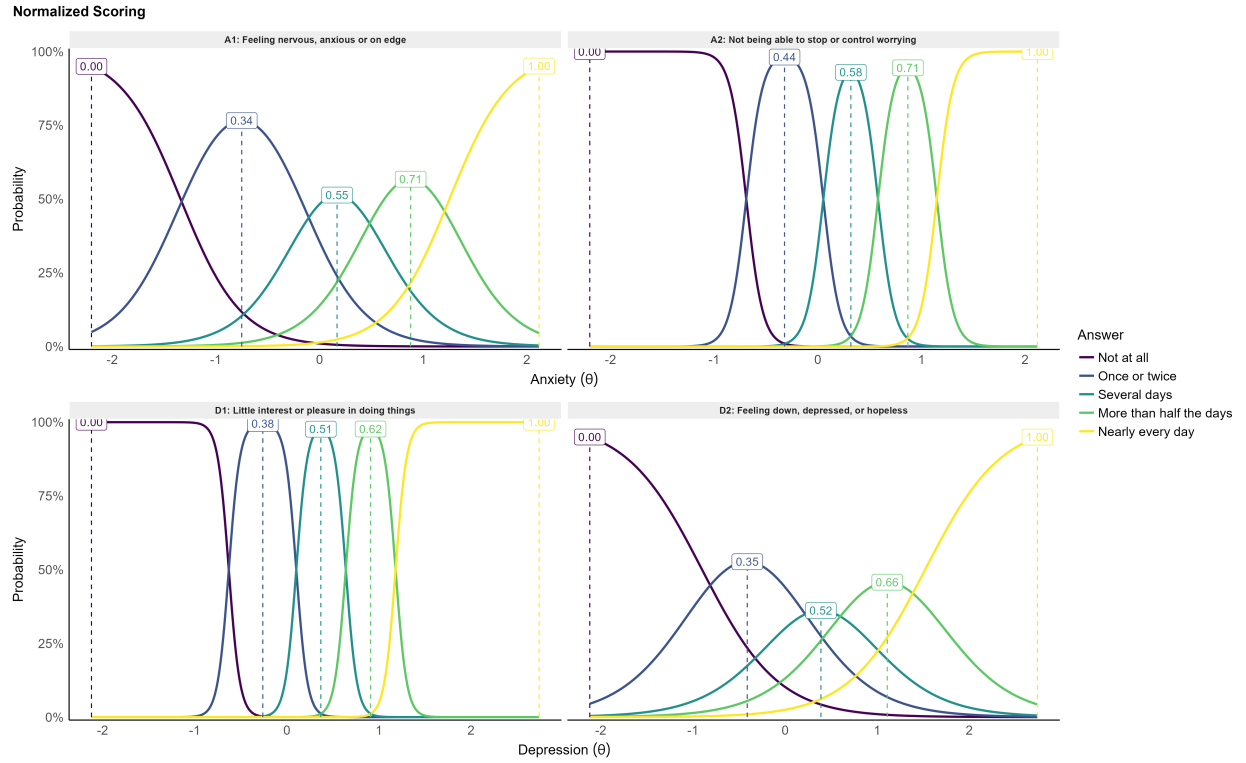 Normalized Scoring
A1: Feeling nervous, anxious or on edge
A2: Not being able to stop or control worrying
100%
75%
50%
25%
0%
Probability
0.00
0.34
0.55
0.71
1.00
0.00
0.44
0.58
0.71
1.00
-2 -1 0 1 2
-2 -1 0 1 2
Anxiety (θ)
D1: Little interest or pleasure in doing things
D2: Feeling down, depressed, or hopeless
100%
75%
50%
25%
0%
Probability
0.00
0.38
0.51
0.62
1.00
0.00
0.35
0.52
0.66
1.00
-2 -1 0 1 2
-2 -1 0 1 2
Depression (θ)
Answer
Not at all
Once or twice
Several days
More than half the days
Nearly every day